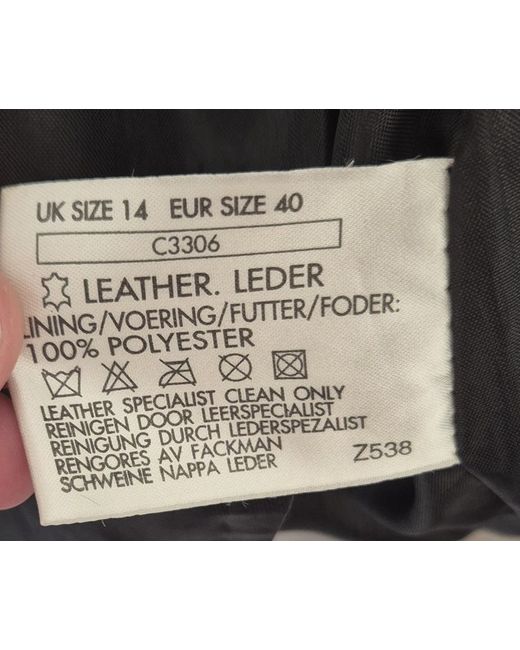 UK SIZE 14 EUR SIZE 40
C3306
LEATHER. LEDER
LINING/VOERING/FUTTER/FODER:
100% POLYESTER
LEATHER SPECIALIST CLEAN ONLY
REINIGEN DOOR LEERSPECIALIST
REINIGUNG DURCH LEDERSPEZALIST
RENGORES AV FACKMAN
SCHWEINE NAPPA LEDER
Z538